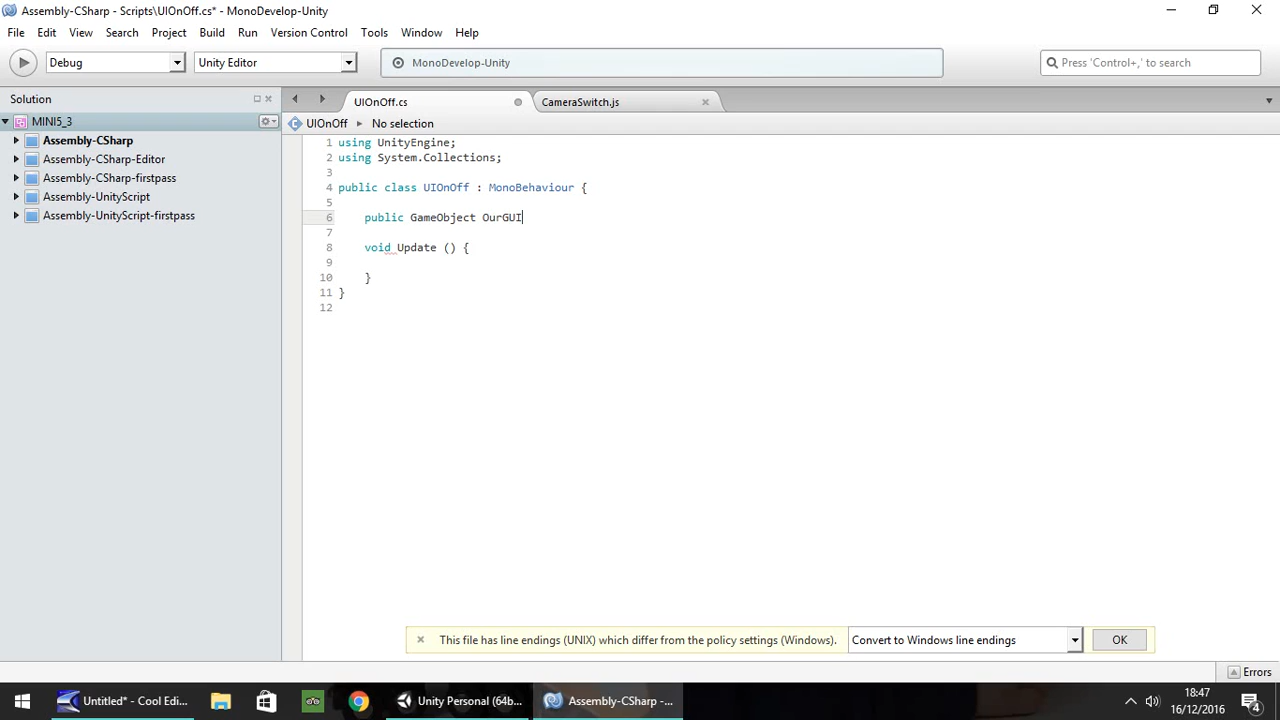 Assembly-CSharp - Scripts\UIOnOff.cs* - MonoDevelop-Unity
File Edit View Search Project Build Run Version Control Tools Window Help
Debug Unity Editor MonoDevelop-Unity Press 'Control+,' to search
Solution
UIOnOff.cs CameraSwitch.js
MINI5_3
UIOnOff No selection
Assembly-CSharp
Assembly-CSharp-Editor
Assembly-CSharp-firstpass
Assembly-UnityScript
Assembly-UnityScript-firstpass
1 using UnityEngine;
2 using System.Collections;
3
4 public class UIOnOff : MonoBehaviour {
5
6 public GameObject OurGUI
7
8 void Update () {
9
10 }
11 }
12
This file has line endings (UNIX) which differ from the policy settings (Windows). Convert to Windows line endings OK
Errors
Untitled* - Cool Edi... Unity Personal (64b... Assembly-CSharp -... 18:47
16/12/2016 4